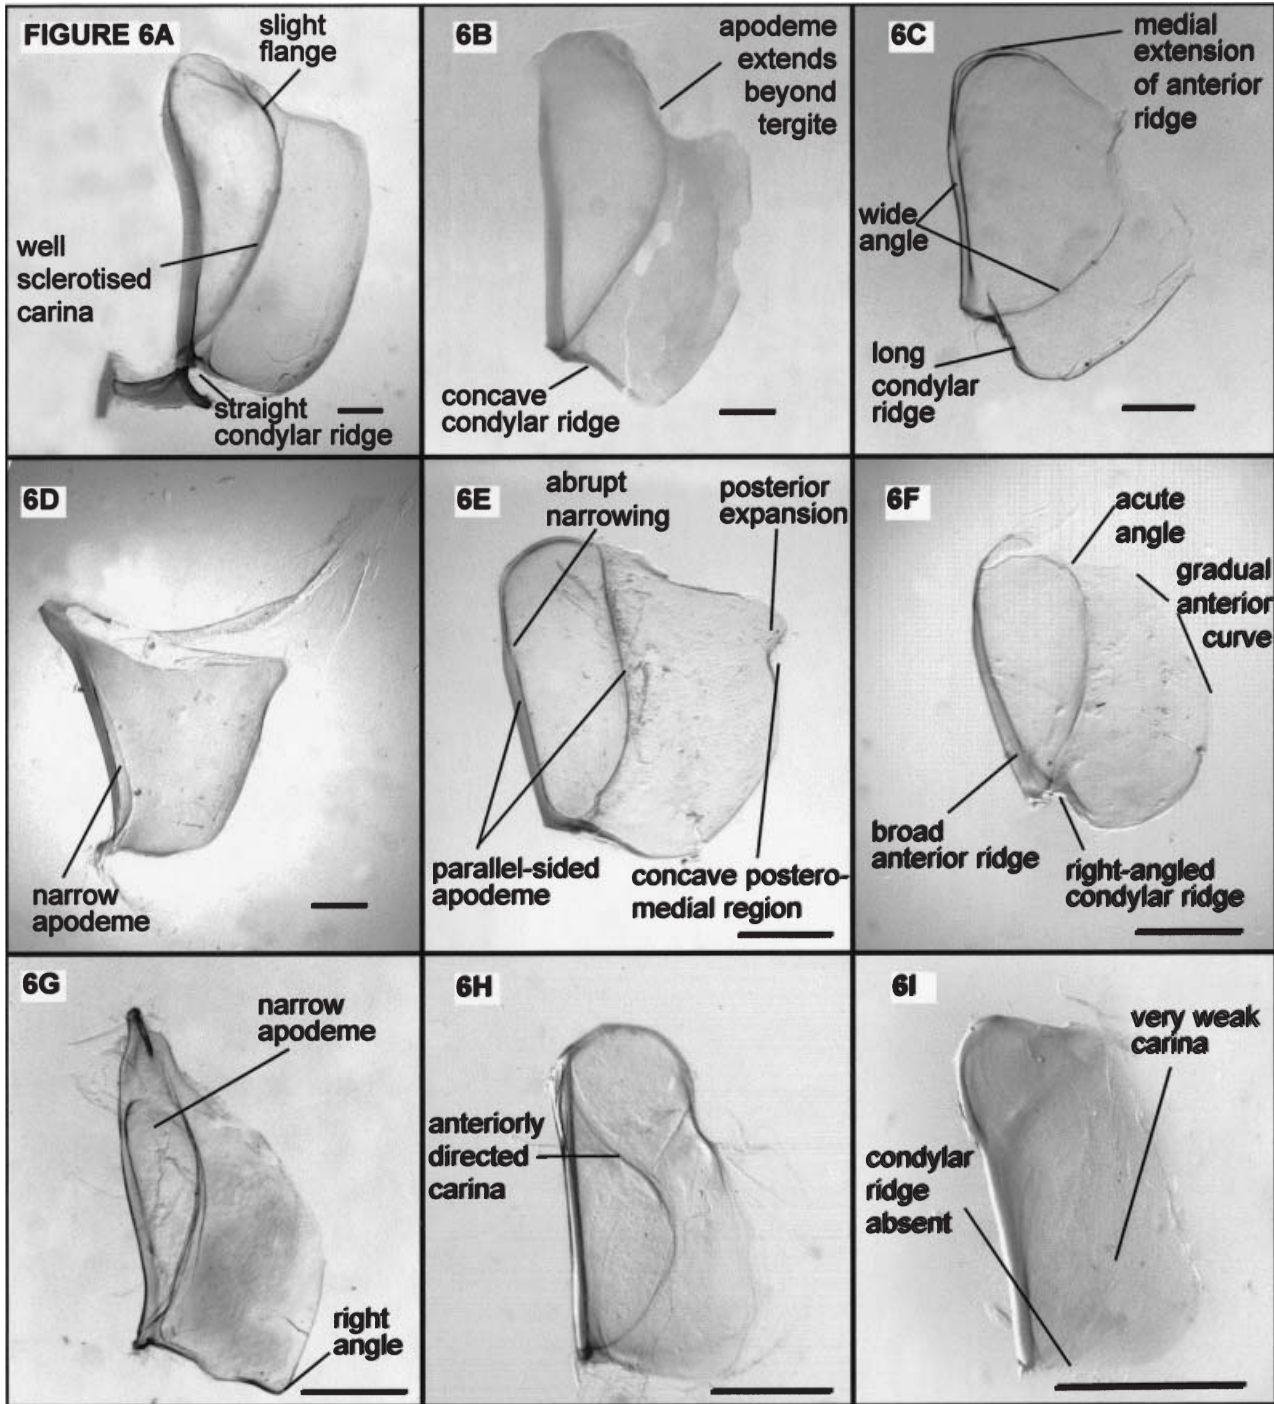 FIGURE 6A
slight
flange
well
sclerotised
carina
straight
condylar ridge
6B
apodeme
extends
beyond
tergite
concave
condylar ridge
6C
medial
extension
of anterior
ridge
wide
angle
long
condylar
ridge
6D
narrow
apodeme
6E
abrupt
narrowing
posterior
expansion
parallel-sided
apodeme
concave postero-
medial region
6F
acute
angle
gradual
anterior
curve
broad
anterior ridge
right-angled
condylar ridge
6G
narrow
apodeme
right
angle
6H
anteriorly
directed
carina
6I
very weak
carina
condylar
ridge
absent